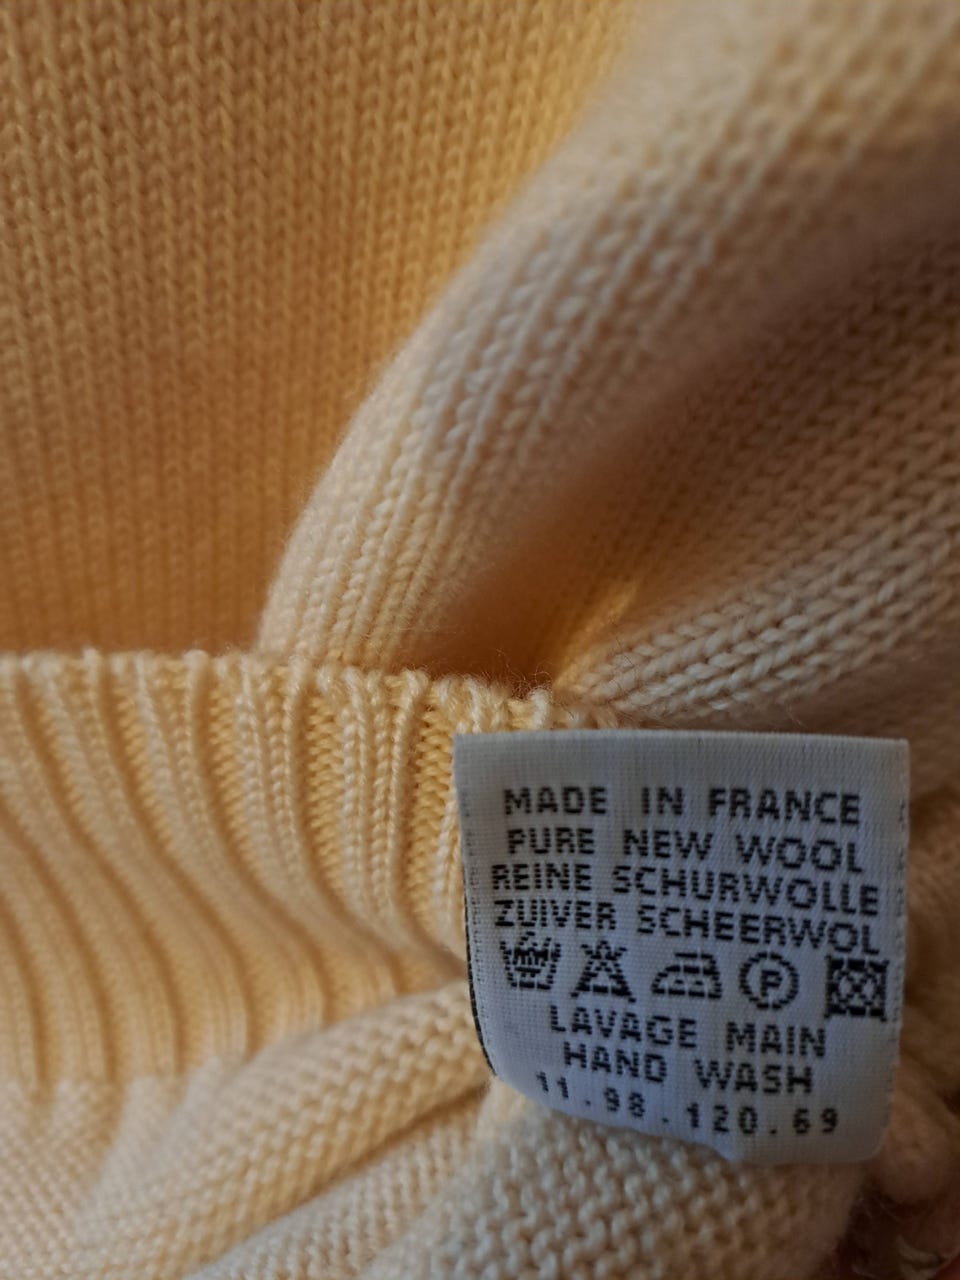 MADE IN FRANCE
PURE NEW WOOL
REINE SCHURWOLLE
ZUIVER SCHEERWOL
P
LAVAGE MAIN
HAND WASH
11.98.120.69